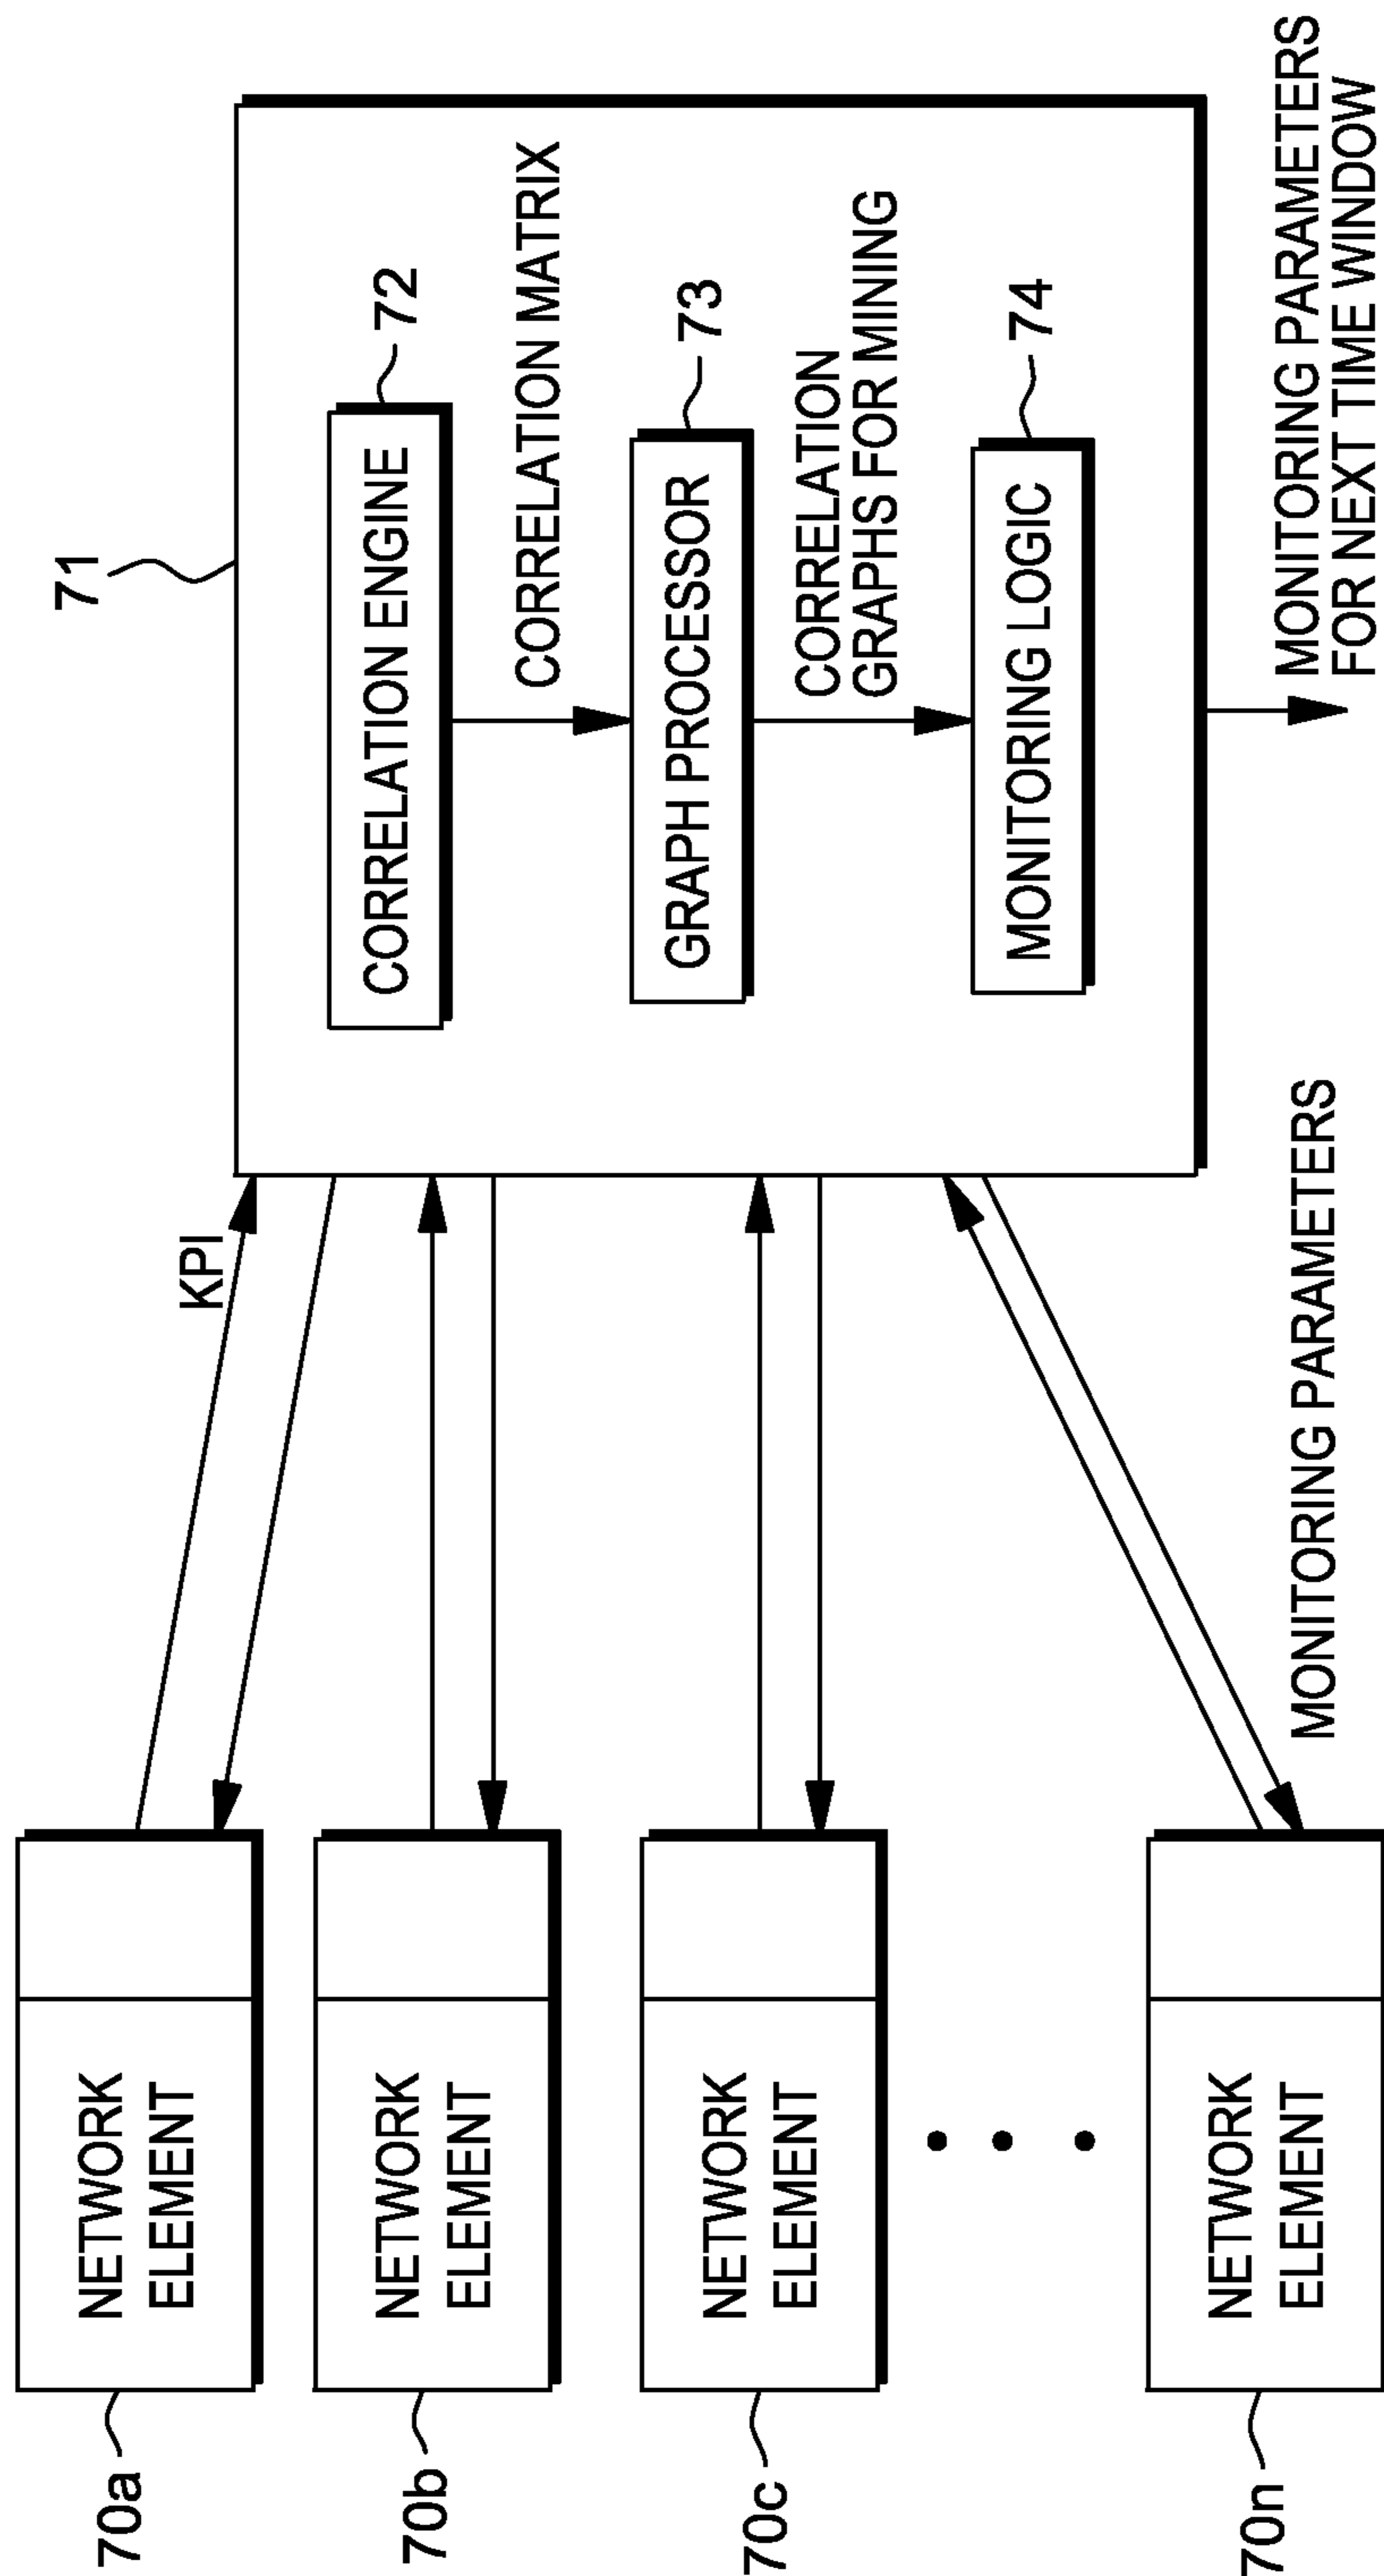 71
CORRELATION ENGINE
72
CORRELATION MATRIX
GRAPH PROCESSOR
73
CORRELATION
GRAPHS FOR MINING
MONITORING LOGIC
74
MONITORING PARAMETERS
FOR NEXT TIME WINDOW
KPI
MONITORING PARAMETERS
NETWORK
ELEMENT
70a
NETWORK
ELEMENT
70b
NETWORK
ELEMENT
70c
NETWORK
ELEMENT
70n